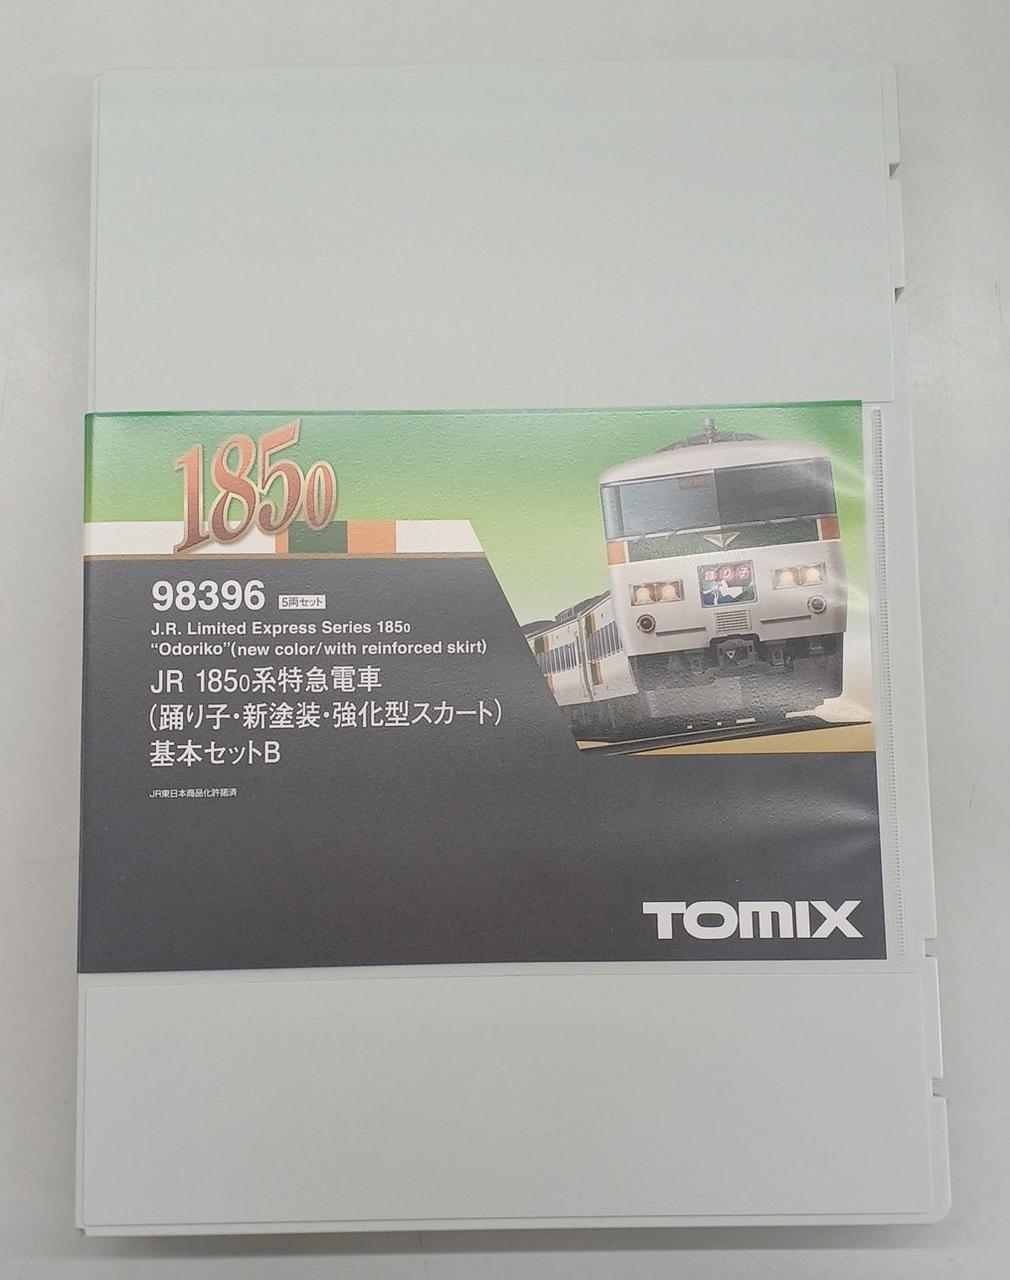 1850
98396 5両セット
J.R. Limited Express Series 1850
“Odoriko”(new color/with reinforced skirt)
JR 1850系特急電車
(踊り子・新塗装・強化型スカート)
基本セットB
JR東日本商品化許諾済
踊り子
TOMIX